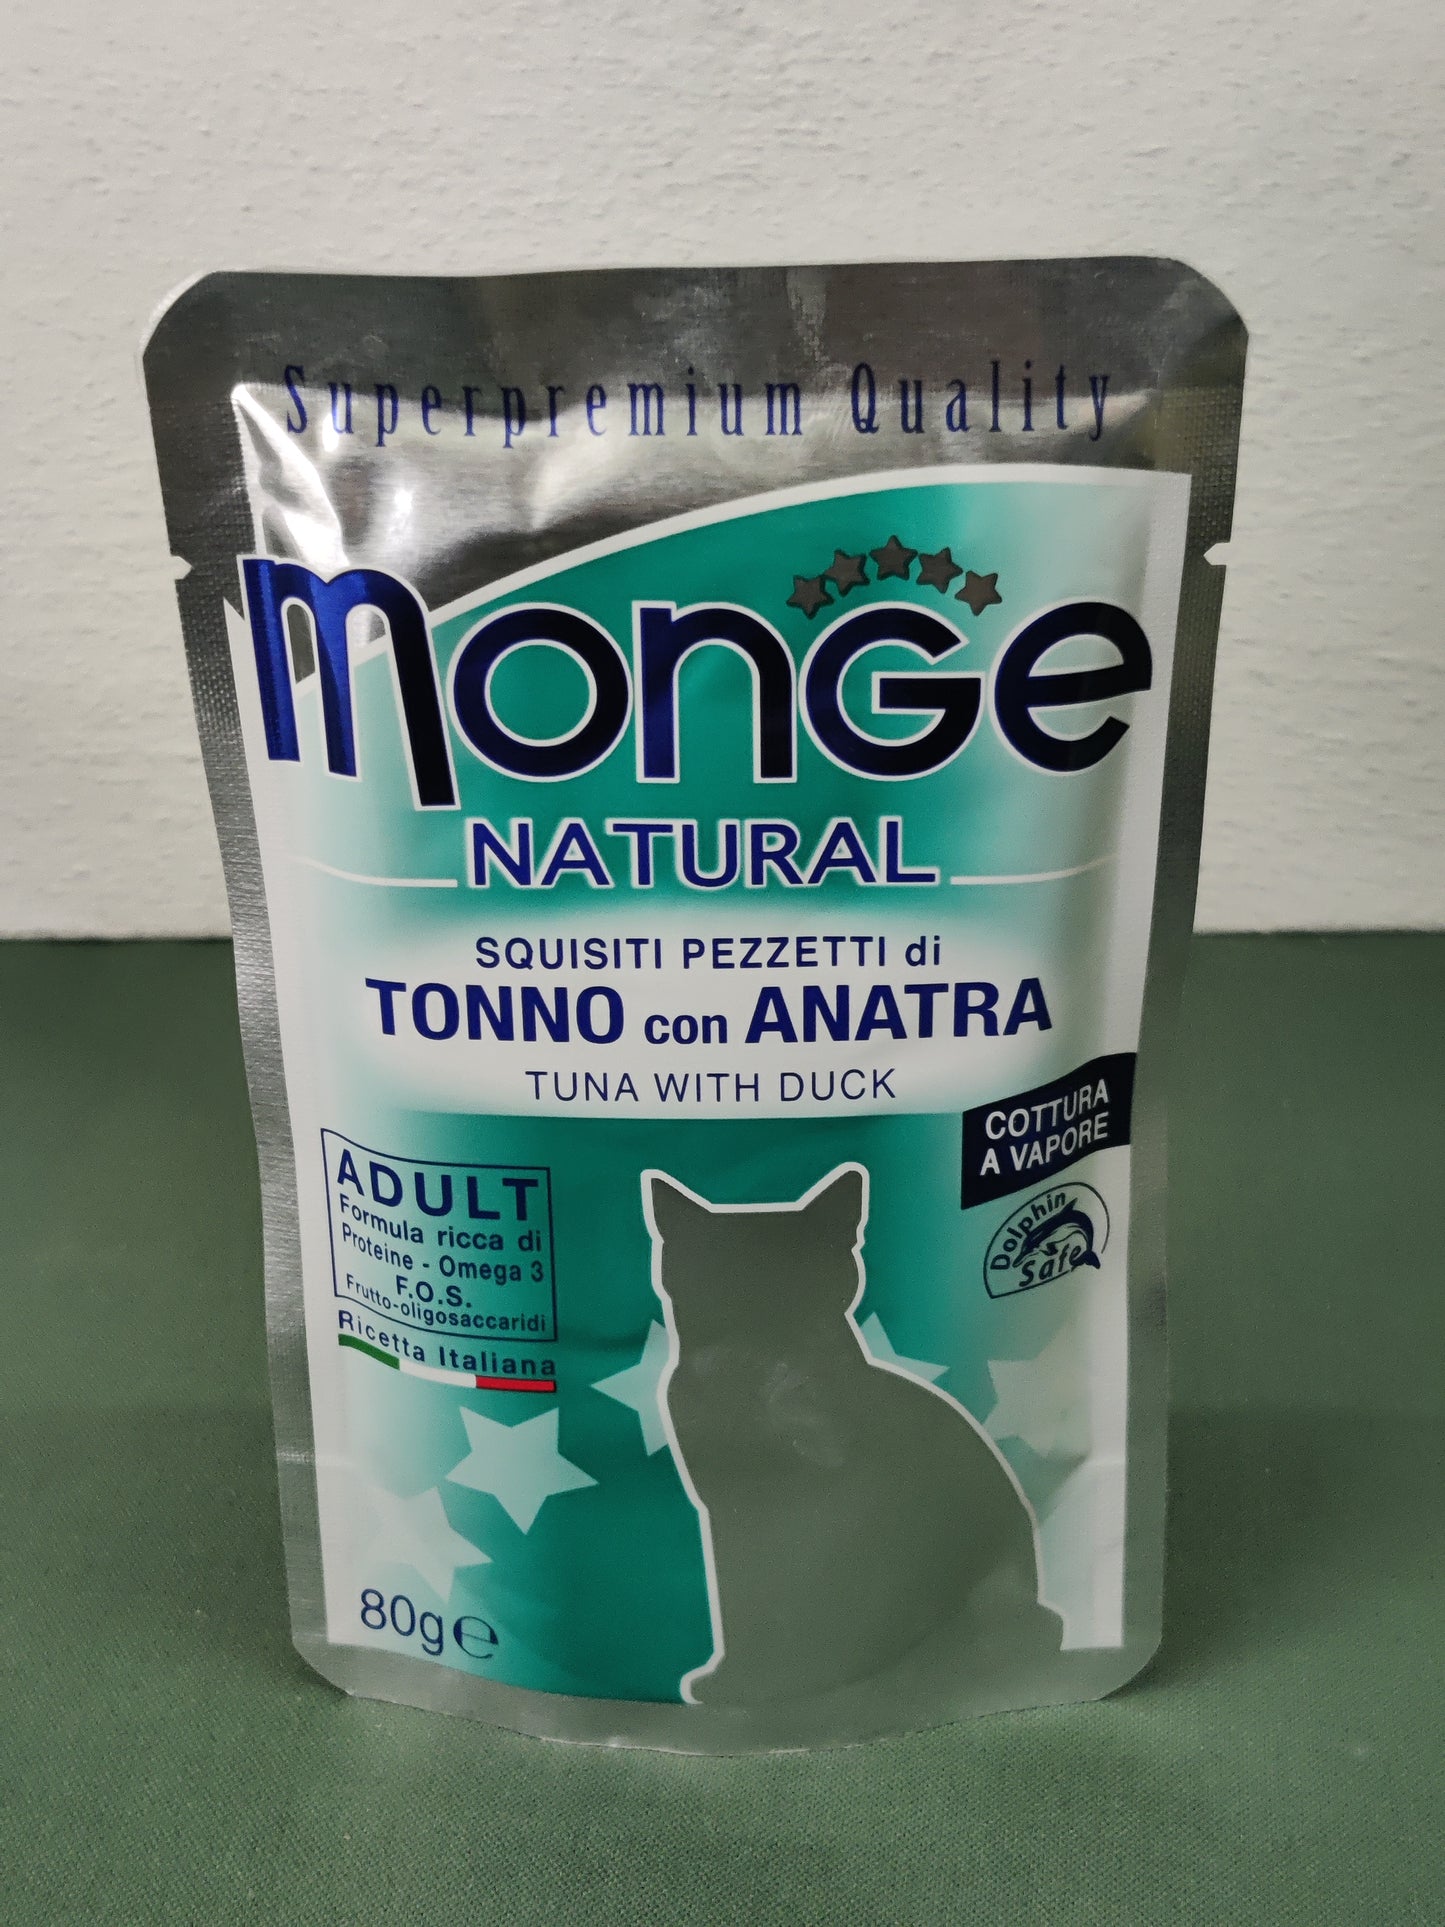 Superpremium Quality
monge
NATURAL
SQUISITI PEZZETTI di
TONNO con ANATRA
TUNA WITH DUCK
COTTURA
A VAPORE
Dolphin
Safe
ADULT
Formula ricca di
Proteine - Omega 3
F.O.S.
Frutto-oligosaccaridi
Ricetta Italiana
80g℮